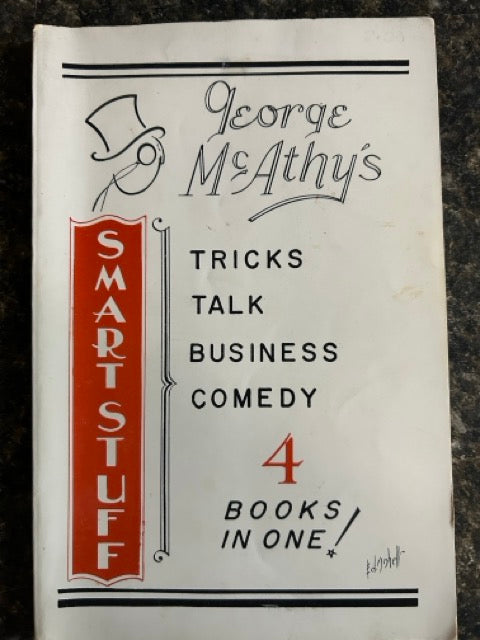 George
McAthy's
SMART STUFF
TRICKS
TALK
BUSINESS
COMEDY
4
BOOKS
IN ONE!